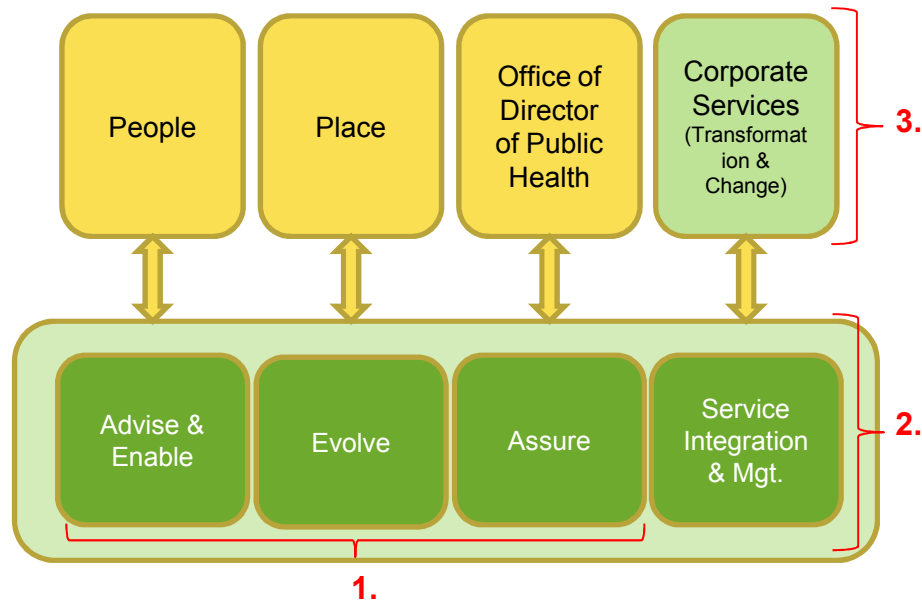 People
Place
Office of
Director
of Public
Health
Corporate
Services
(Transformat
ion &
Change)
3.
Advise &
Enable
Evolve
Assure
Service
Integration
& Mgt.
2.
1.